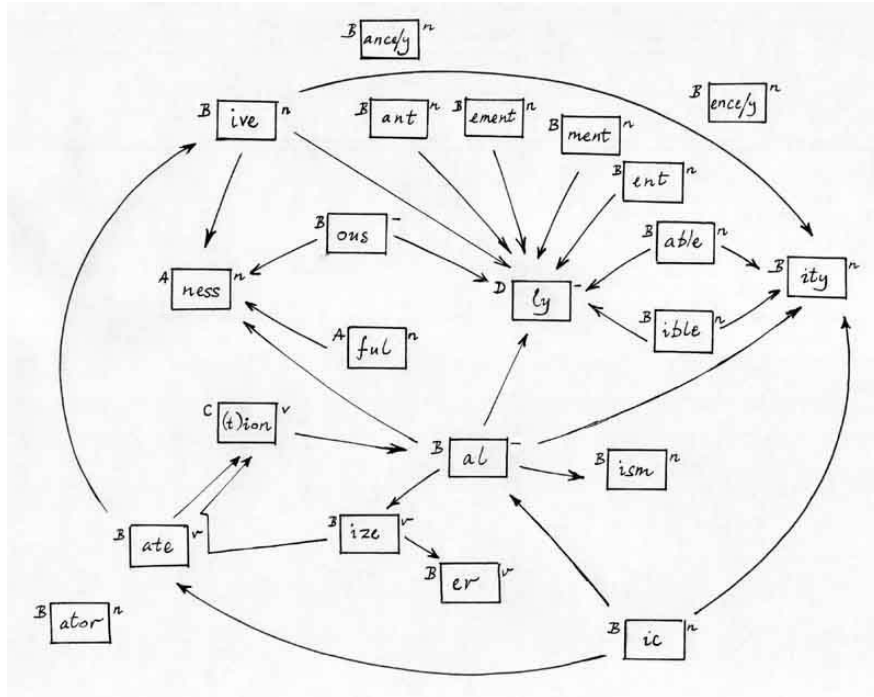 B ance/y n
B ence/y n
B ive n
B ant n
B ement n
B ment n
B ent n
B ous -
B able n
A ness n
D ly -
B ity n
A ful n
B ible n
C (t)ion v
B al -
B ism n
B ate v
B ize v
B er v
B ator n
B ic n